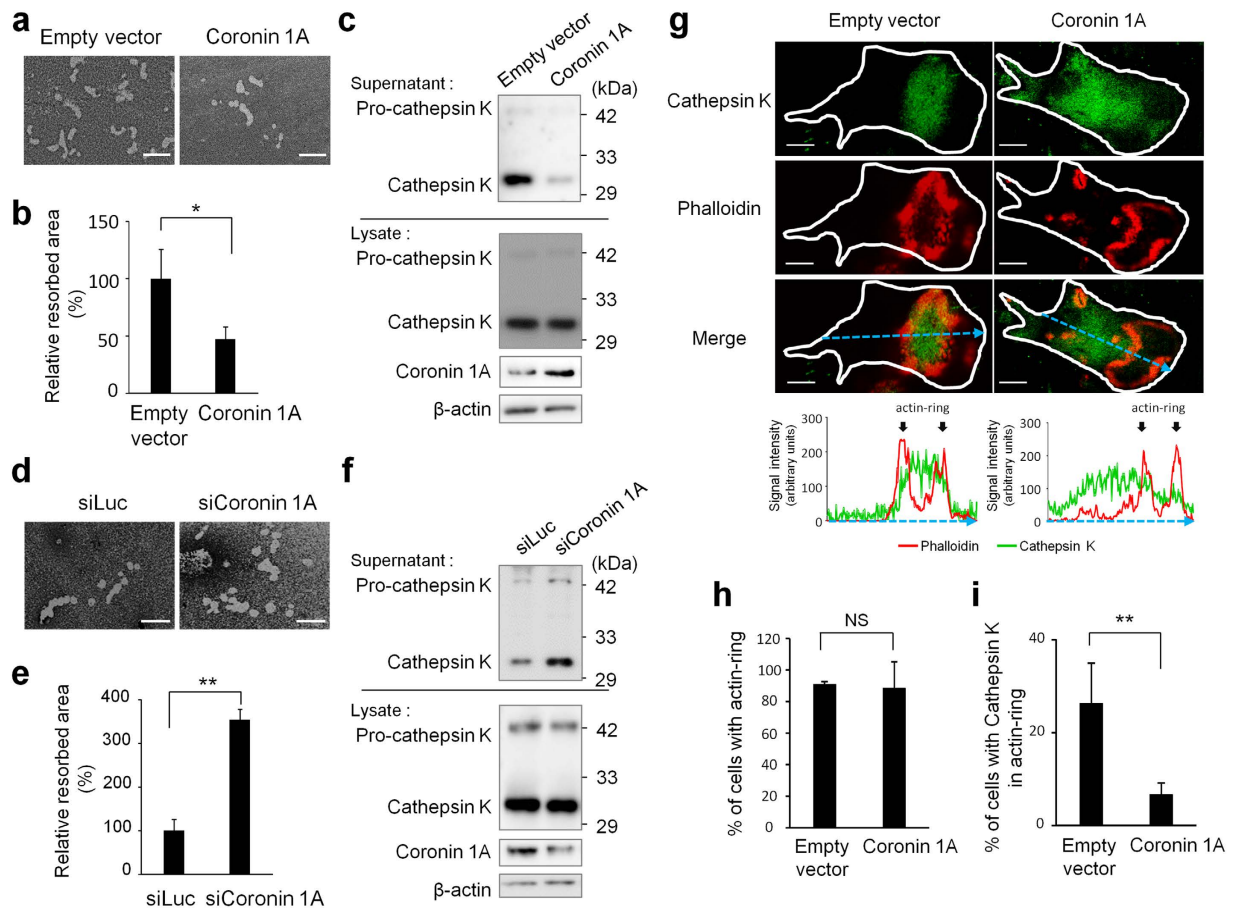 a
Empty vector
Coronin 1A
b
Relative resorbed area
(%)
150
100
50
0
*
Empty
vector
Coronin 1A
c
Empty vector
Coronin 1A
Supernatant :
(kDa)
Pro-cathepsin K
42
33
Cathepsin K
29
Lysate :
Pro-cathepsin K
42
33
Cathepsin K
29
Coronin 1A
β-actin
d
siLuc
siCoronin 1A
e
Relative resorbed area
(%)
400
300
400
200
100
0
**
siLuc
siCoronin 1A
f
siLuc
siCoronin 1A
Supernatant :
(kDa)
Pro-cathepsin K
42
33
Cathepsin K
29
Lysate :
Pro-cathepsin K
42
33
Cathepsin K
29
Coronin 1A
β-actin
g
Empty vector
Coronin 1A
Cathepsin K
Phalloidin
Merge
Signal intensity
(arbitrary units)
300
200
100
0
actin-ring
Signal intensity
(arbitrary units)
300
200
100
0
actin-ring
Phalloidin
Cathepsin K
h
% of cells with actin-ring
120
100
80
60
40
20
0
NS
Empty
vector
Coronin 1A
i
% of cells with Cathepsin K
in actin-ring
40
20
0
**
Empty
vector
Coronin 1A